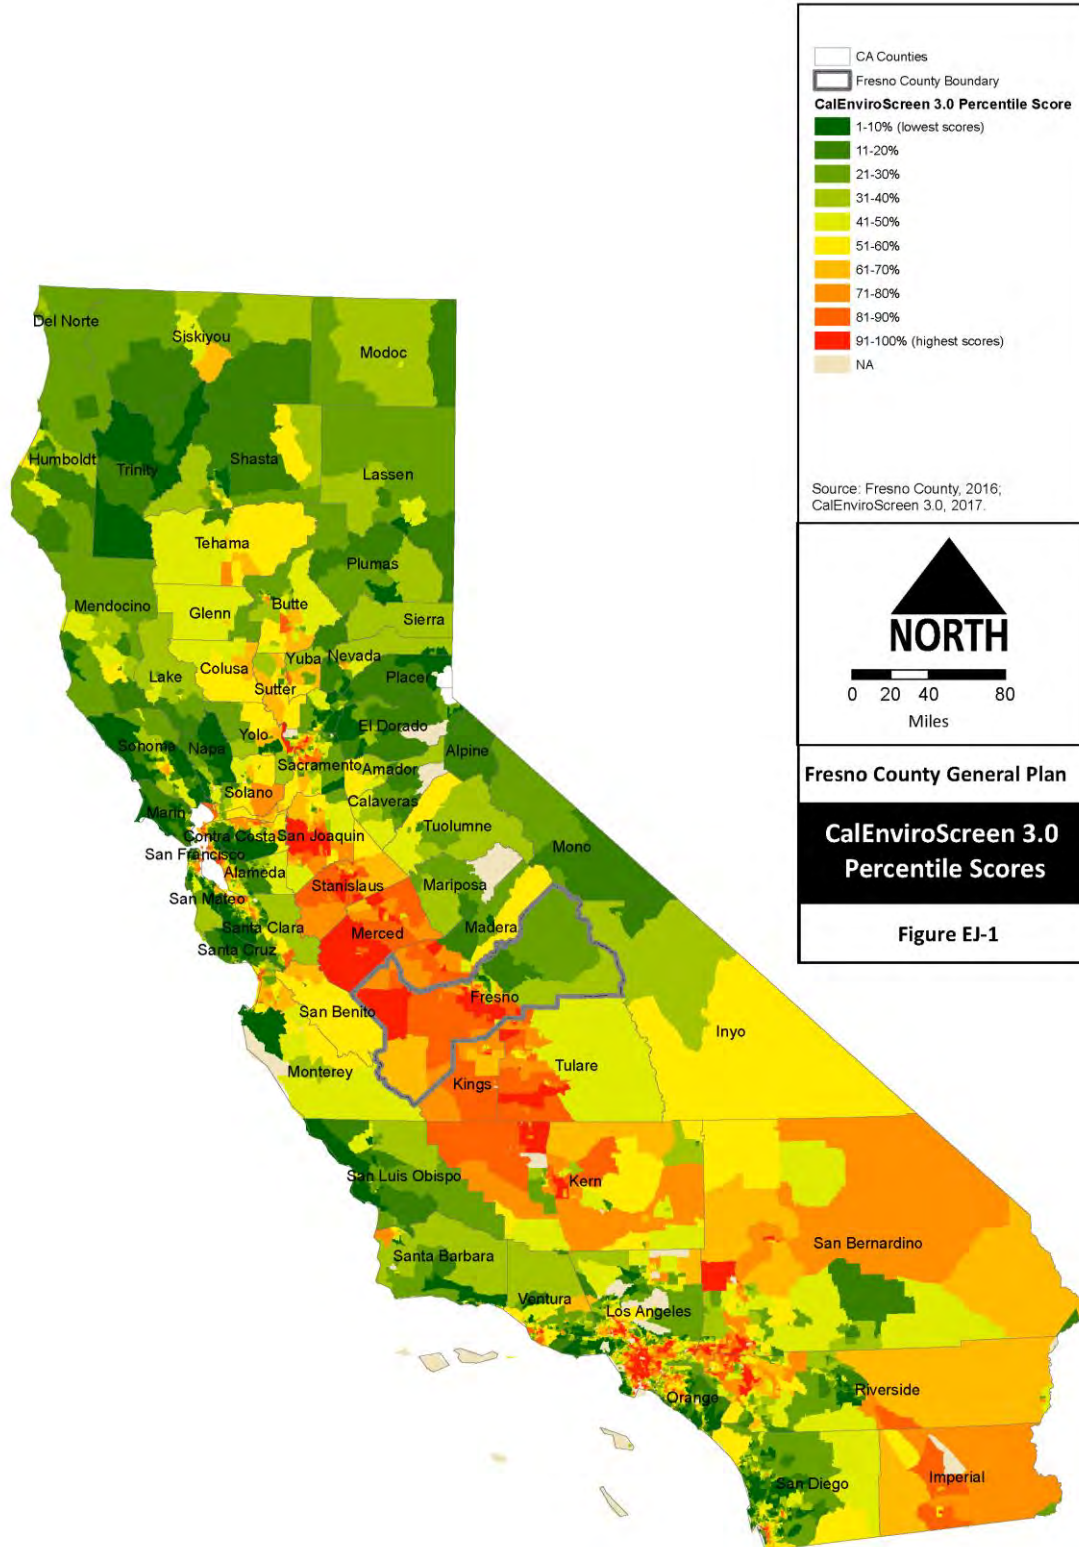 CA Counties
Fresno County Boundary
CalEnviroScreen 3.0 Percentile Score
1-10% (lowest scores)
11-20%
21-30%
31-40%
41-50%
51-60%
61-70%
71-80%
81-90%
91-100% (highest scores)
NA
Source: Fresno County, 2016;
CalEnviroScreen 3.0, 2017.
NORTH
0 20 40 80
Miles
Fresno County General Plan
CalEnviroScreen 3.0
Percentile Scores
Figure EJ-1
Del Norte
Siskiyou
Modoc
Humboldt
Trinity
Shasta
Lassen
Tehama
Plumas
Mendocino
Glenn
Butte
Sierra
Lake
Colusa
Yuba
Nevada
Sutter
Placer
Sonoma
Napa
Yolo
El Dorado
Alpine
Sacramento
Amador
Solano
Calaveras
Marin
Contra Costa
San Joaquin
Tuolumne
Mono
San Francisco
Alameda
Stanislaus
Mariposa
San Mateo
Santa Clara
Merced
Madera
Santa Cruz
Fresno
San Benito
Inyo
Monterey
Kings
Tulare
San Luis Obispo
Kern
San Bernardino
Santa Barbara
Ventura
Los Angeles
Orange
Riverside
San Diego
Imperial